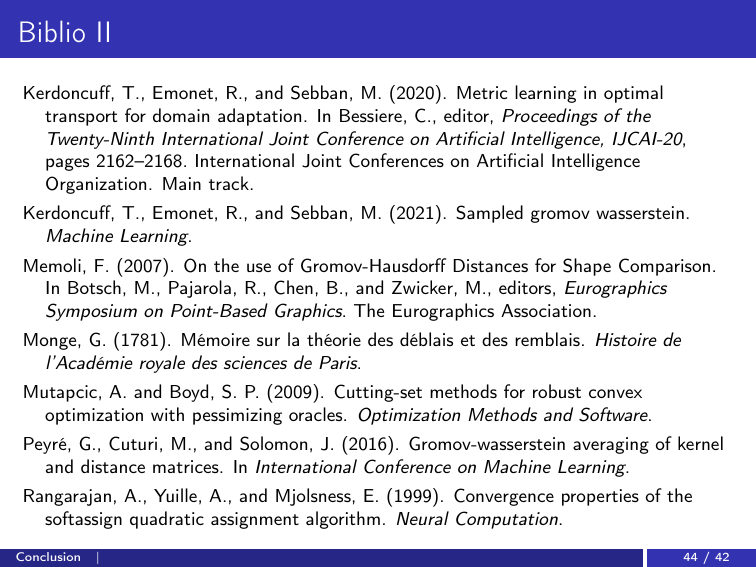 Biblio II
Kerdoncuff, T., Emonet, R., and Sebban, M. (2020). Metric learning in optimal
transport for domain adaptation. In Bessiere, C., editor, Proceedings of the
Twenty-Ninth International Joint Conference on Artificial Intelligence, IJCAI-20,
pages 2162–2168. International Joint Conferences on Artificial Intelligence
Organization. Main track.
Kerdoncuff, T., Emonet, R., and Sebban, M. (2021). Sampled gromov wasserstein.
Machine Learning.
Memoli, F. (2007). On the use of Gromov-Hausdorff Distances for Shape Comparison.
In Botsch, M., Pajarola, R., Chen, B., and Zwicker, M., editors, Eurographics
Symposium on Point-Based Graphics. The Eurographics Association.
Monge, G. (1781). Mémoire sur la théorie des déblais et des remblais. Histoire de
l'Académie royale des sciences de Paris.
Mutapcic, A. and Boyd, S. P. (2009). Cutting-set methods for robust convex
optimization with pessimizing oracles. Optimization Methods and Software.
Peyré, G., Cuturi, M., and Solomon, J. (2016). Gromov-wasserstein averaging of kernel
and distance matrices. In International Conference on Machine Learning.
Rangarajan, A., Yuille, A., and Mjolsness, E. (1999). Convergence properties of the
softassign quadratic assignment algorithm. Neural Computation.
Conclusion |
44 / 42